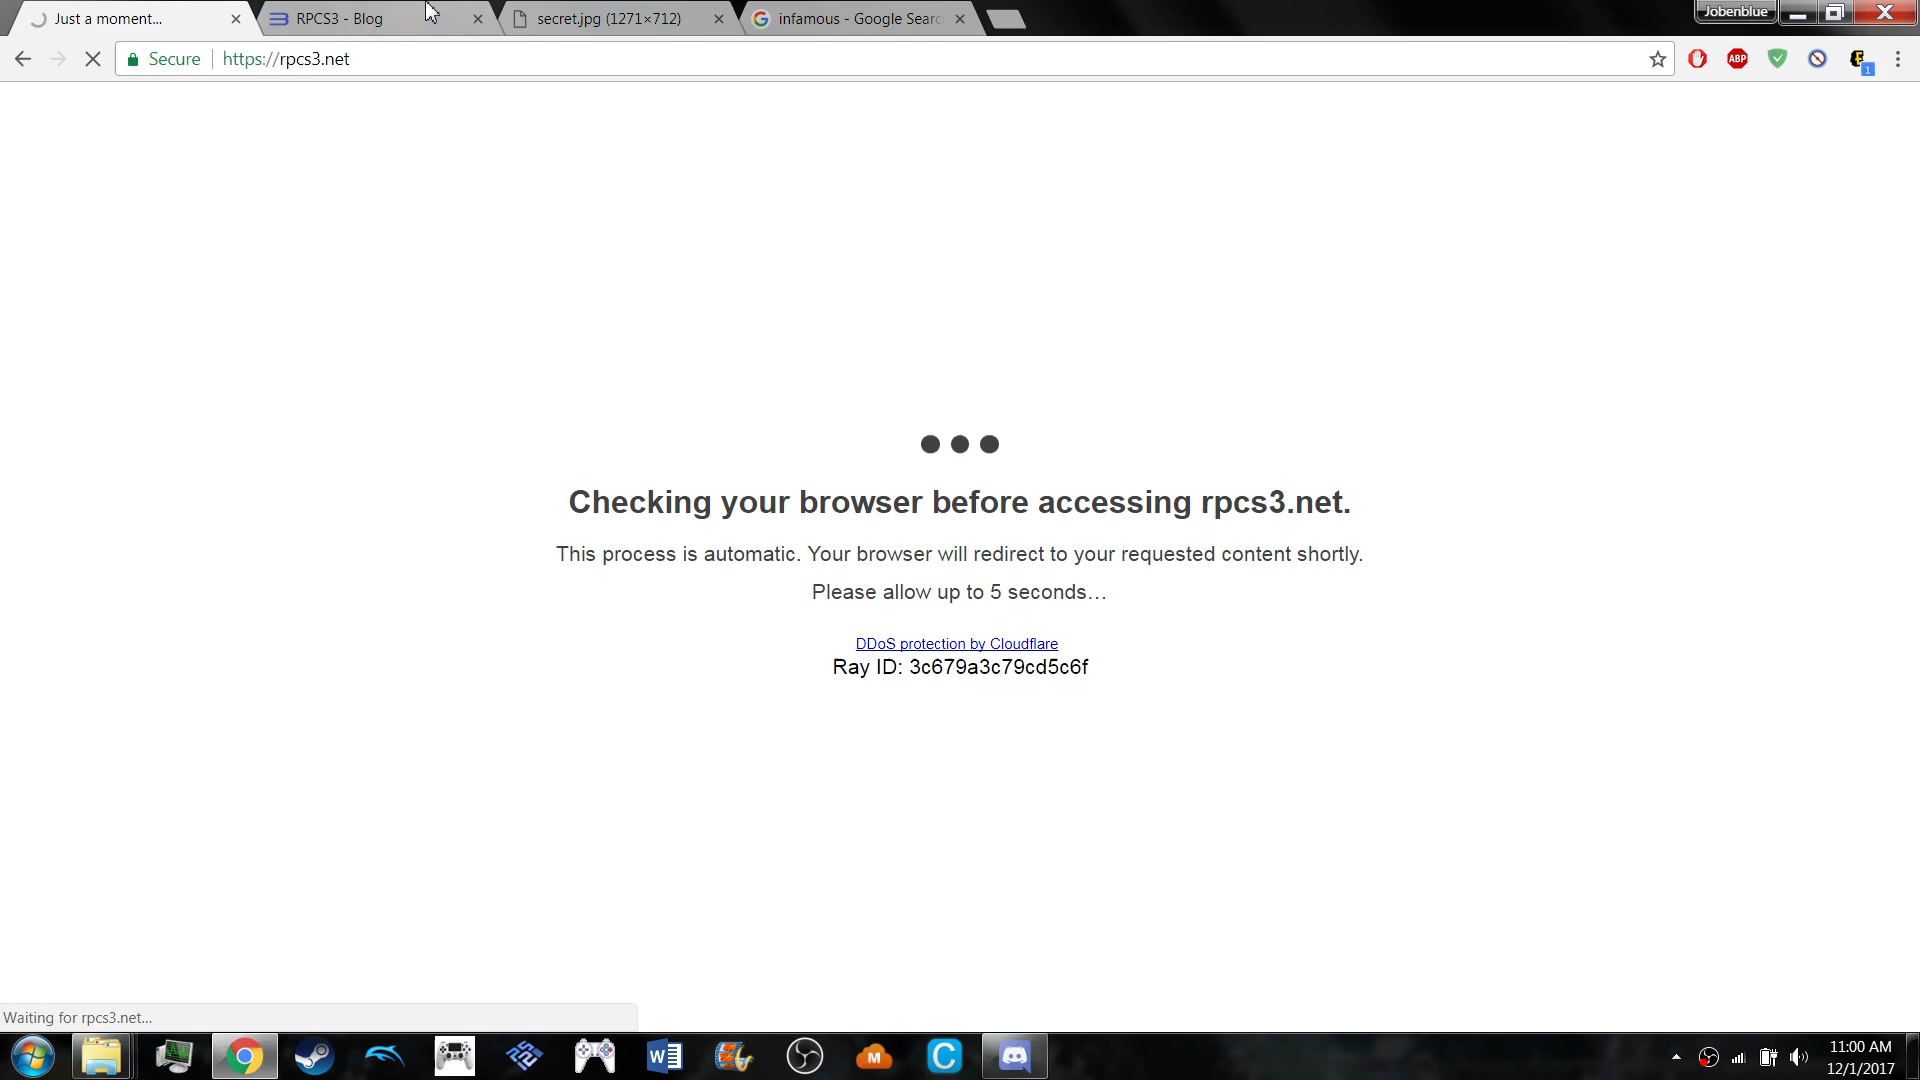 Just a moment...
RPCS3 - Blog
secret.jpg (1271×712)
infamous - Google Searc
Jobenblue
Secure
https://rpcs3.net
ABP
1
Checking your browser before accessing rpcs3.net.
This process is automatic. Your browser will redirect to your requested content shortly.
Please allow up to 5 seconds…
DDoS protection by Cloudflare
Ray ID: 3c679a3c79cd5c6f
Waiting for rpcs3.net...
W
M
C
11:00 AM
12/1/2017